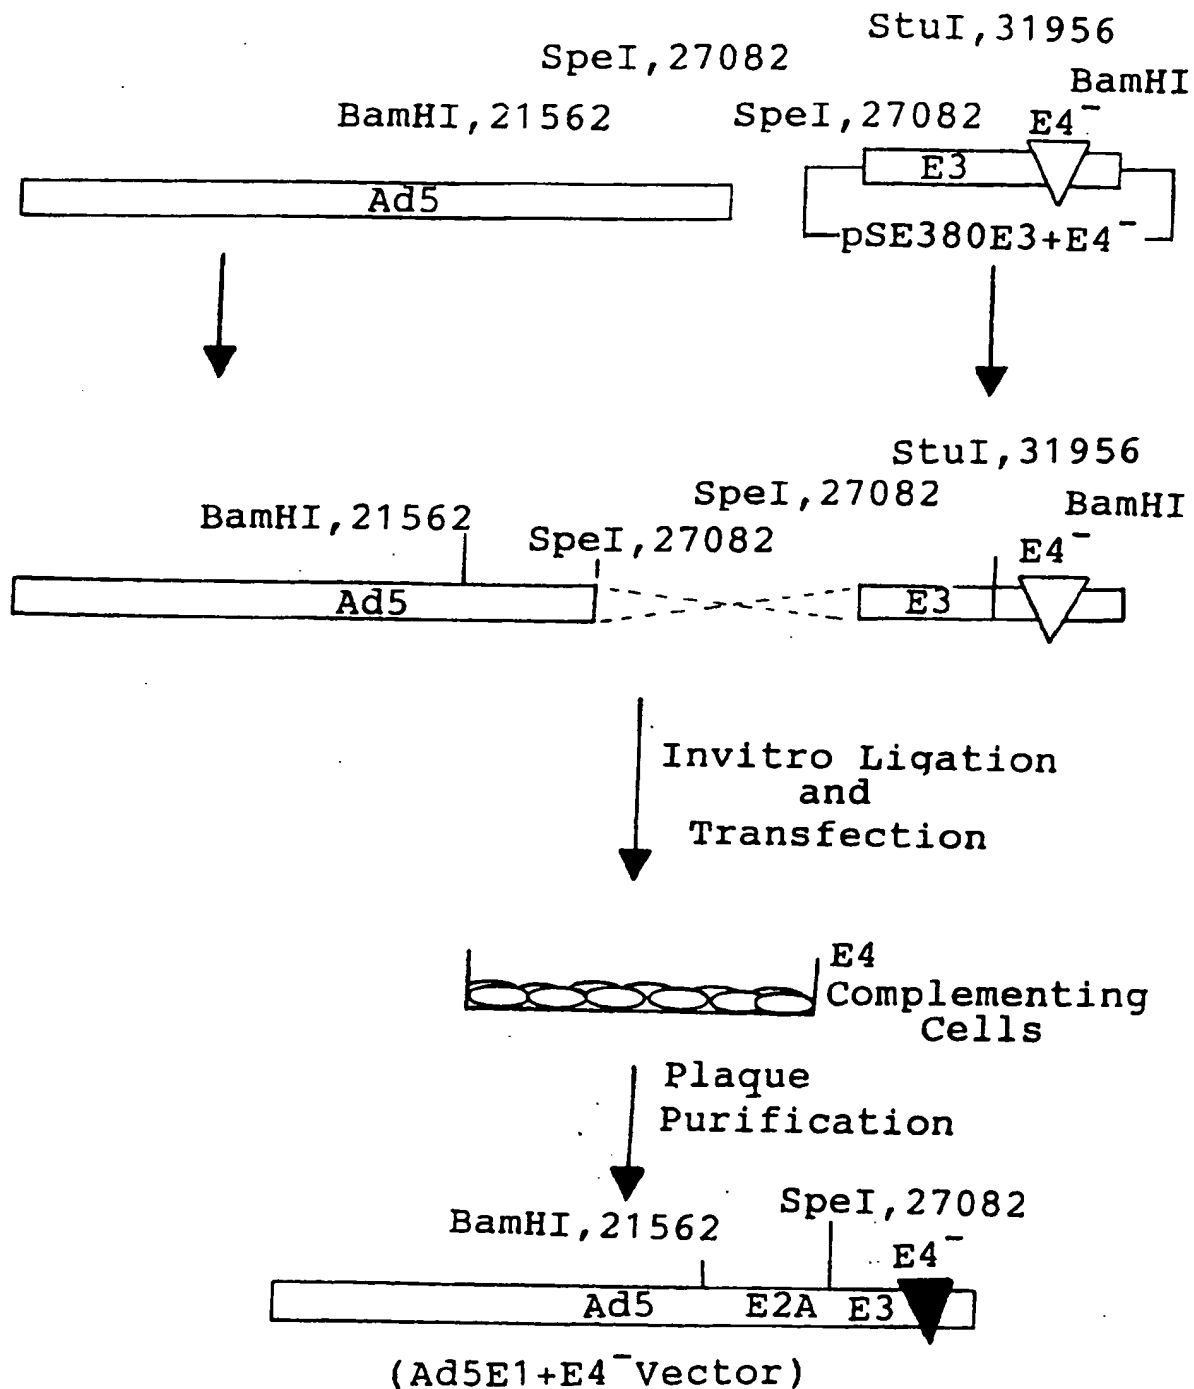 StuI,31956
SpeI,27082
BamHI
BamHI,21562
SpeI,27082
E4⁻
E3
Ad5
pSE380E3+E4⁻
StuI,31956
SpeI,27082
BamHI
BamHI,21562
SpeI,27082
E4⁻
Ad5
E3
Invitro Ligation
and
Transfection
E4
Complementing
Cells
Plaque
Purification
SpeI,27082
BamHI,21562
E4⁻
Ad5
E2A
E3
(Ad5E1+E4⁻Vector)